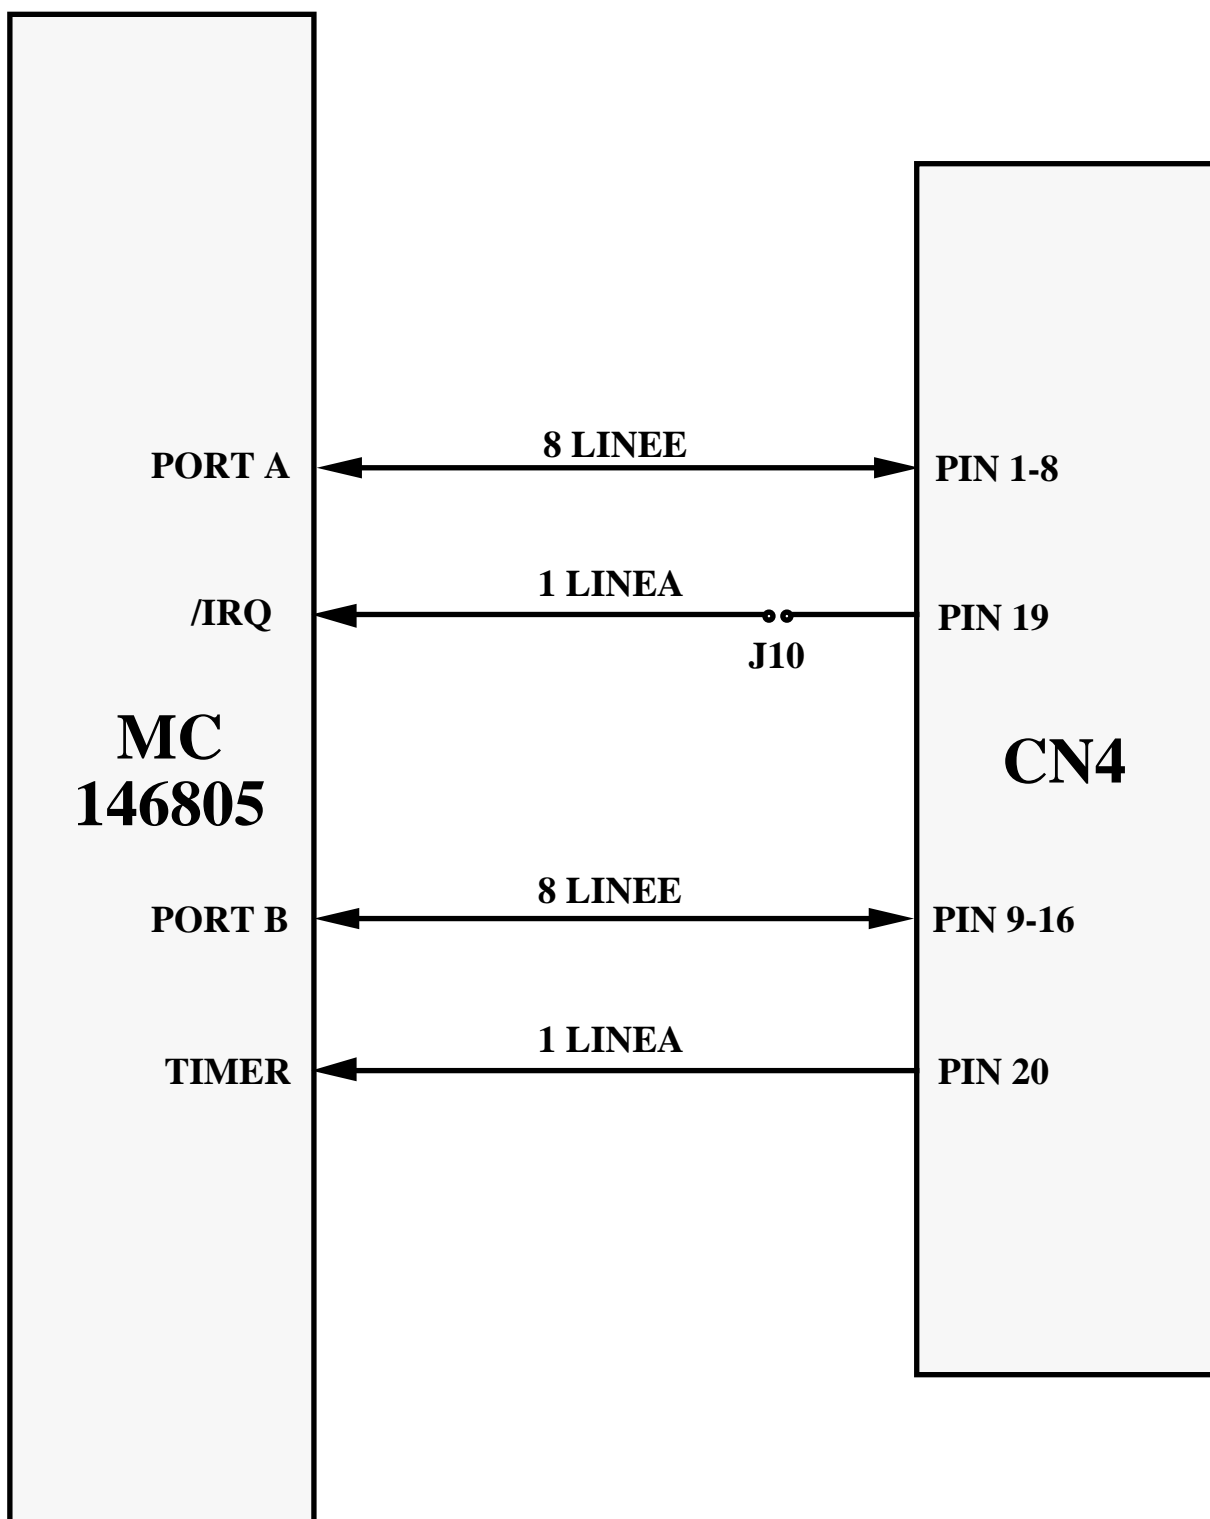 8 LINEE
PORT A
PIN 1-8
1 LINEA
/IRQ
PIN 19
J10
MC
146805
CN4
8 LINEE
PORT B
PIN 9-16
1 LINEA
TIMER
PIN 20